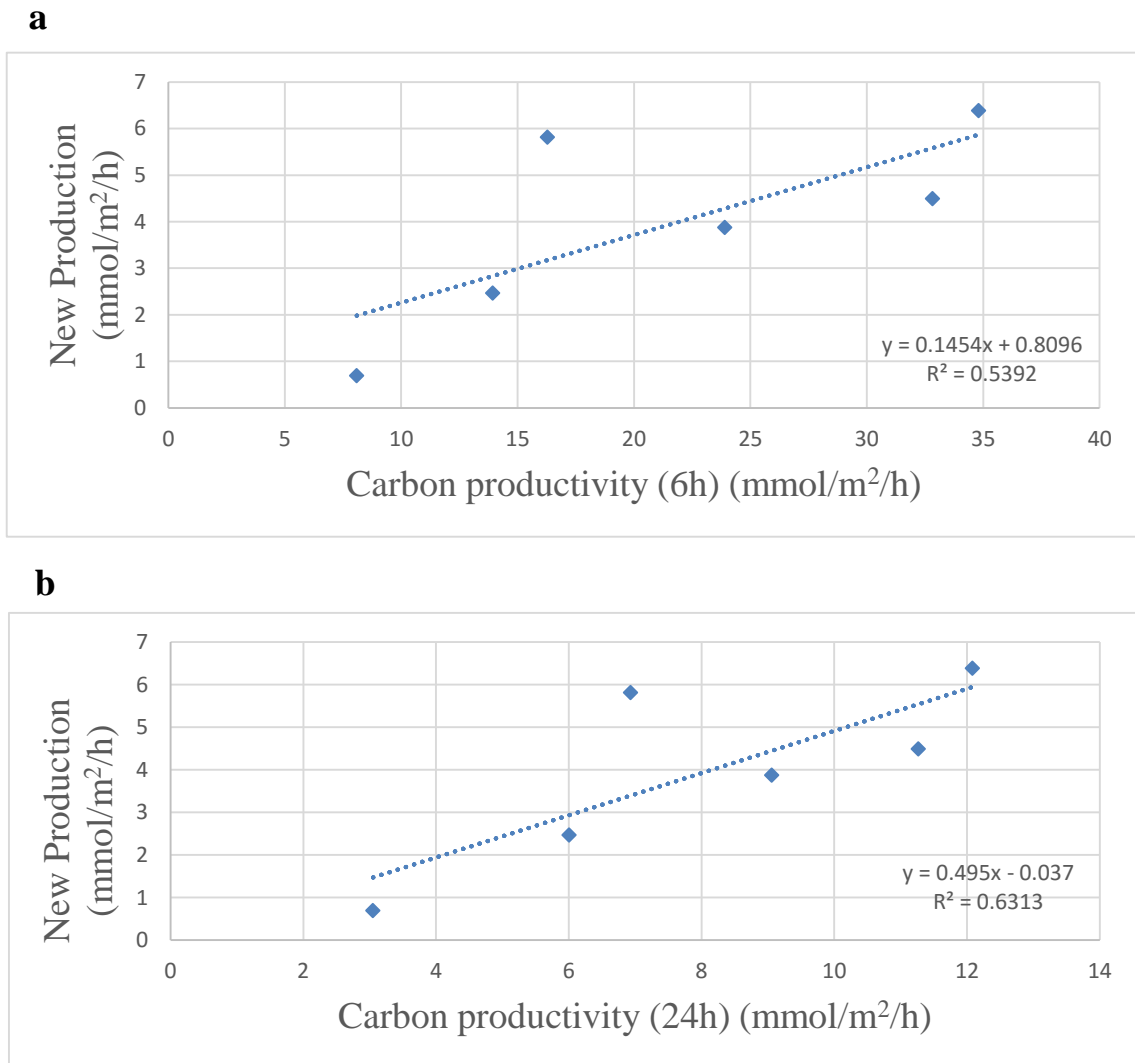 a
New Production
(mmol/m²/h)
7
6
5
4
3
2
1
0
y = 0.1454x + 0.8096
R² = 0.5392
0 5 10 15 20 25 30 35 40
Carbon productivity (6h) (mmol/m²/h)
b
New Production
(mmol/m²/h)
7
6
5
4
3
2
1
0
y = 0.495x - 0.037
R² = 0.6313
0 2 4 6 8 10 12 14
Carbon productivity (24h) (mmol/m²/h)